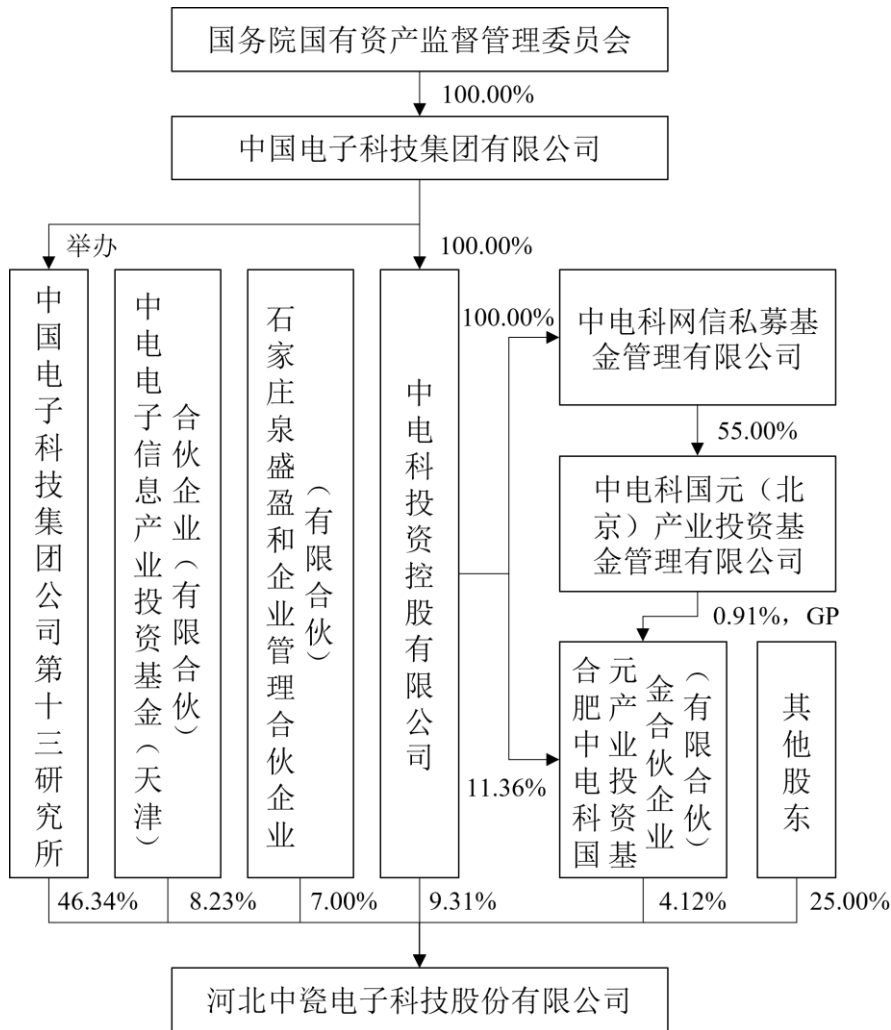 国务院国有资产监督管理委员会
100.00%
中国电子科技集团有限公司
举办
100.00%
中国电子科技集团公司第十三研究所
中电电子信息产业投资基金（天津）
合伙企业（有限合伙）
石家庄泉盛盈和企业管理合伙企业
（有限合伙）
中电科投资控股有限公司
100.00%
中电科网信私募基
金管理有限公司
55.00%
中电科国元（北
京）产业投资基
金管理有限公司
0.91%，GP
11.36%
合肥中电科国
元产业投资基
金合伙企业
（有限合伙）
其他股东
46.34%
8.23%
7.00%
9.31%
4.12%
25.00%
河北中瓷电子科技股份有限公司